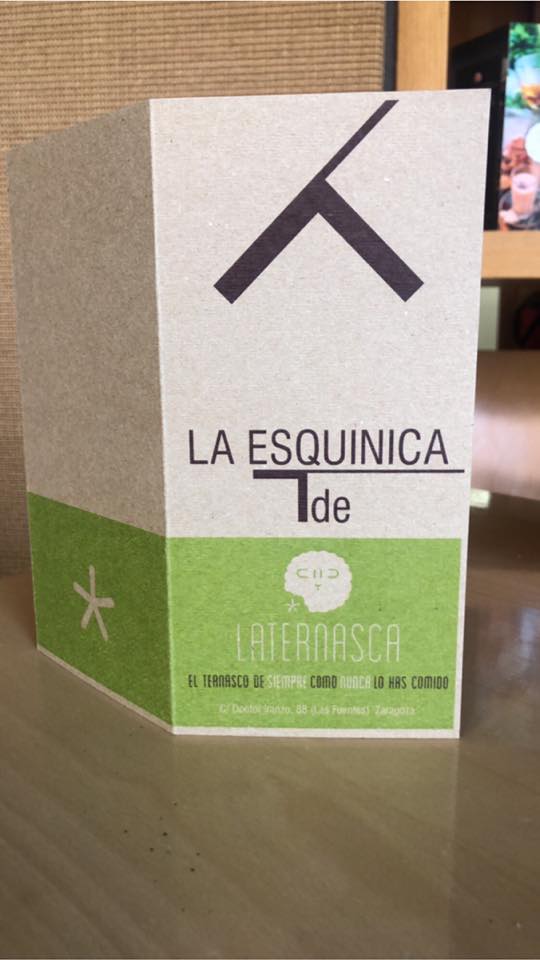 LA ESQUINICA
de
LATERNASCA
EL TERNASCO DE SIEMPRE COMO NUNCA LO HAS COMIDO
C/ Doctor Iranzo, 88 (Las Fuentes) Zaragoza